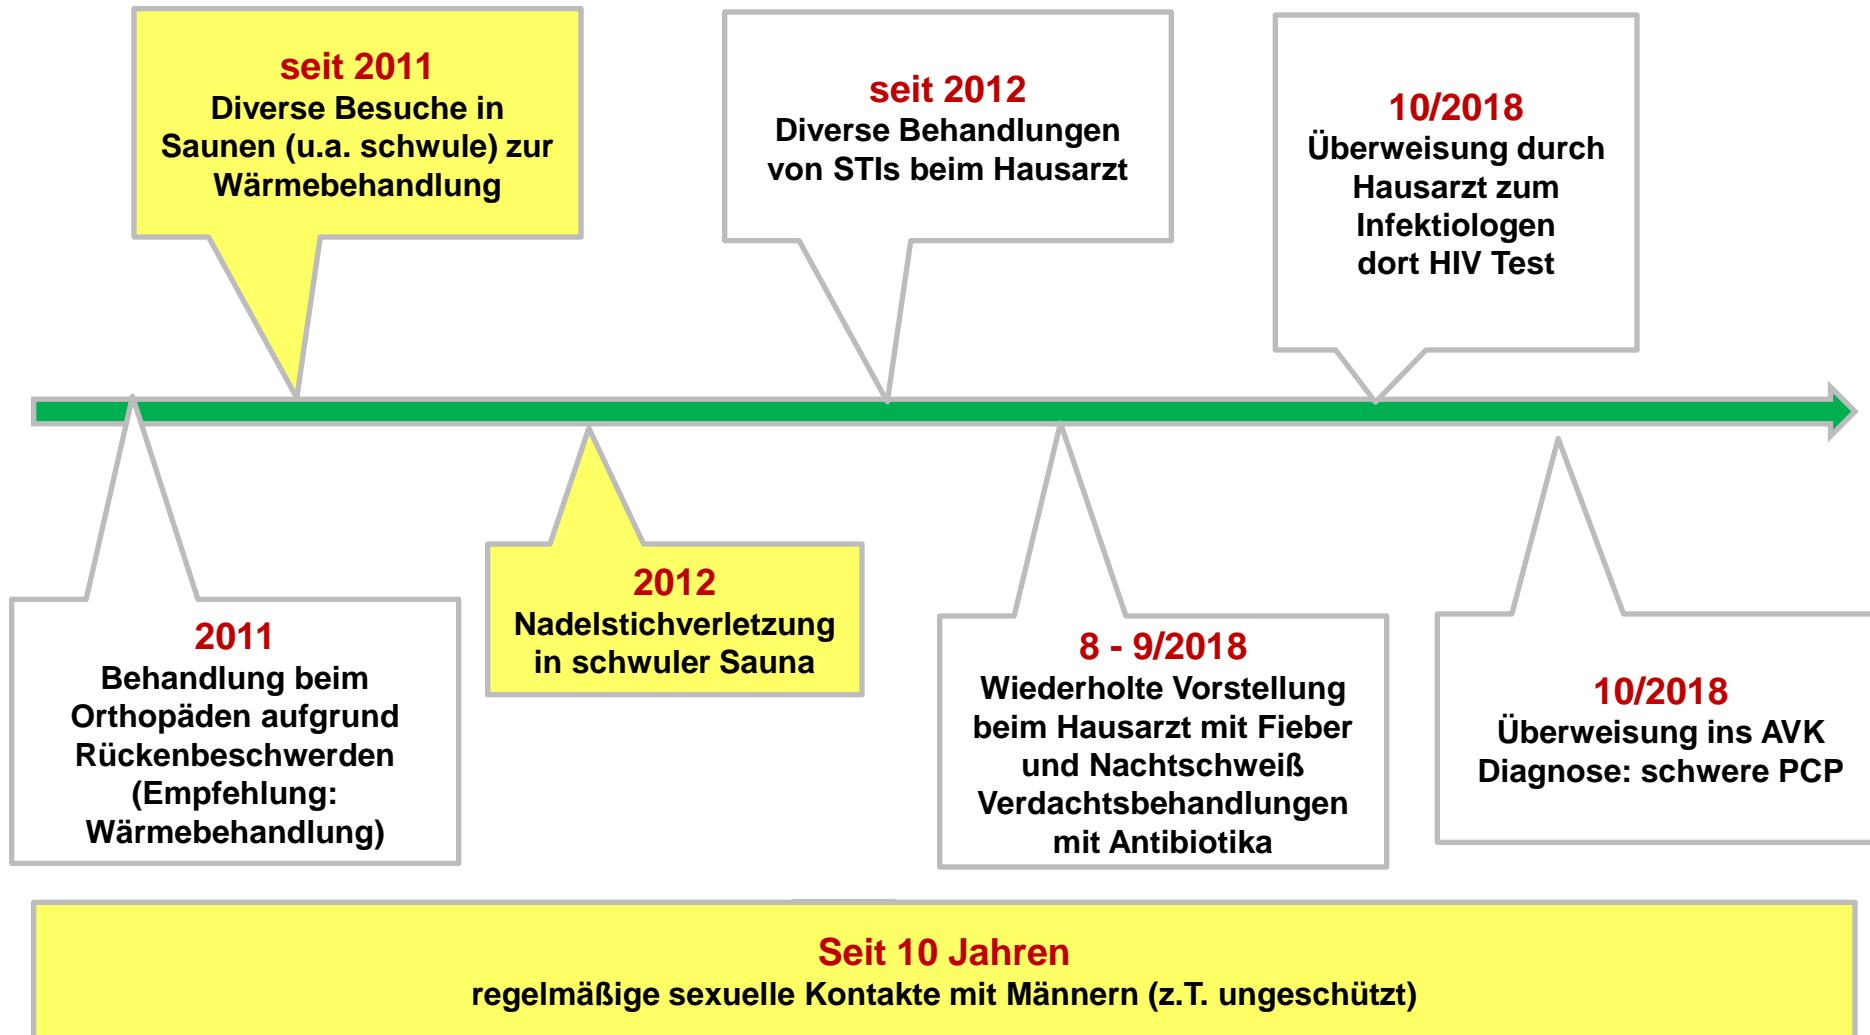 seit 2011
Diverse Besuche in
Saunen (u.a. schwule) zur
Wärmebehandlung
seit 2012
Diverse Behandlungen
von STIs beim Hausarzt
10/2018
Überweisung durch
Hausarzt zum
Infektiologen
dort HIV Test
2011
Behandlung beim
Orthopäden aufgrund
Rückenbeschwerden
(Empfehlung:
Wärmebehandlung)
2012
Nadelstichverletzung
in schwuler Sauna
8 - 9/2018
Wiederholte Vorstellung
beim Hausarzt mit Fieber
und Nachtschweiß
Verdachtsbehandlungen
mit Antibiotika
10/2018
Überweisung ins AVK
Diagnose: schwere PCP
Seit 10 Jahren
regelmäßige sexuelle Kontakte mit Männern (z.T. ungeschützt)